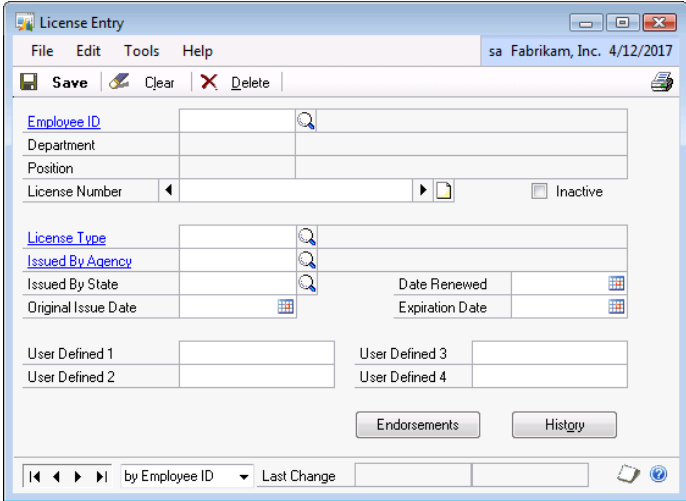 License Entry
File Edit Tools Help sa Fabrikam, Inc. 4/12/2017
Save Clear Delete
Employee ID
Department
Position
License Number Inactive
License Type
Issued By Agency
Issued By State Date Renewed
Original Issue Date Expiration Date
User Defined 1 User Defined 3
User Defined 2 User Defined 4
Endorsements History
by Employee ID Last Change